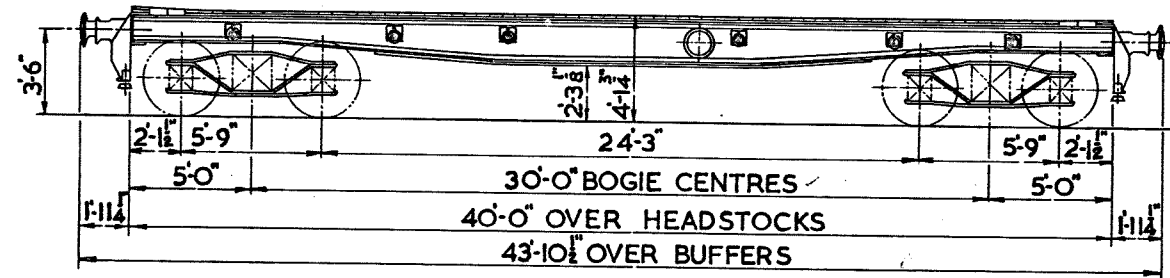 3'-6"
2'-3⅛"
4'-1¾"
2'-1½" 5'-9" 24'-3" 5'-9" 2'-1½"
5'-0" 30'-0" BOGIE CENTRES 5'-0"
1'-11¼" 40'-0" OVER HEADSTOCKS 1'-11¼"
43'-10½" OVER BUFFERS